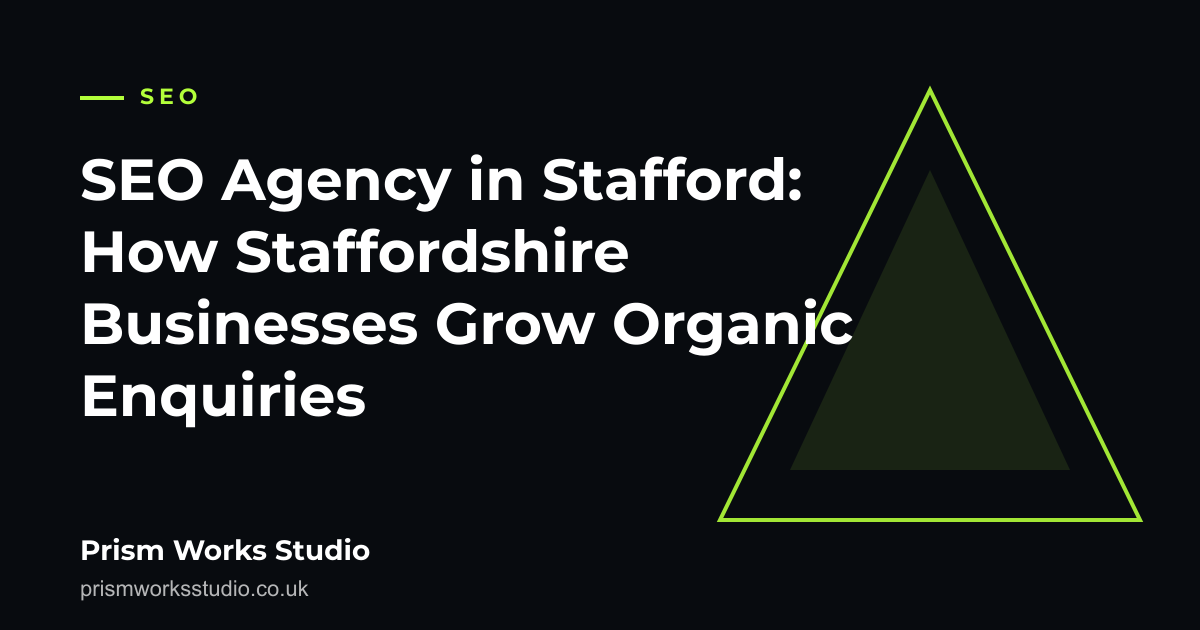 SEO
SEO Agency in Stafford:
How Staffordshire
Businesses Grow Organic
Enquiries
Prism Works Studio
prismworksstudio.co.uk